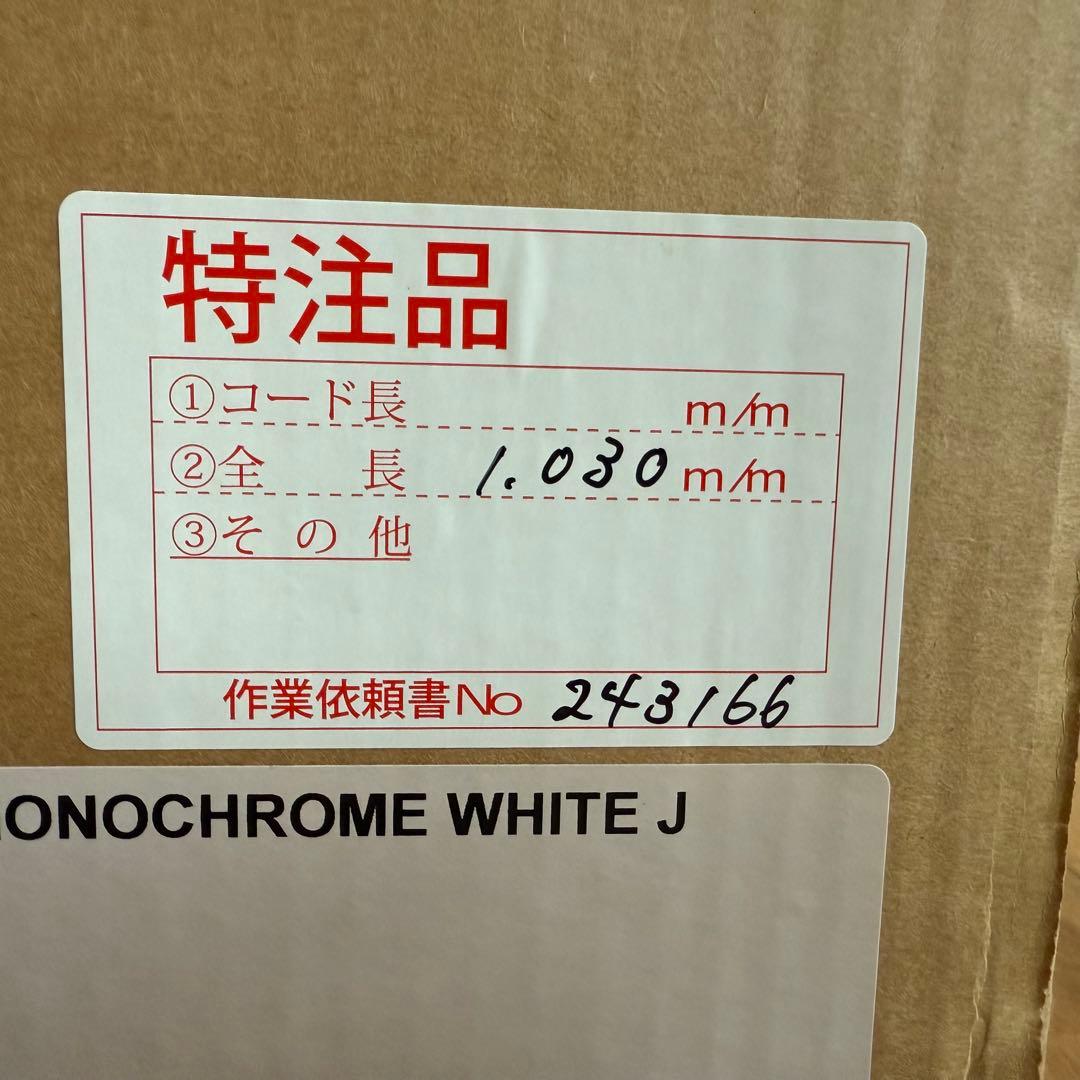 特注品
①コード長 m/m
②全 長 1.030 m/m
③その他
作業依頼書No 243166
MONOCHROME WHITE J